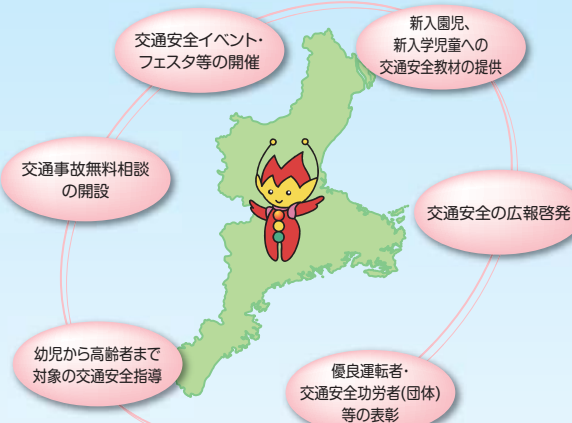 交通安全イベント・
フェスタ等の開催
新入園児、
新入学児童への
交通安全教材の提供
交通事故無料相談
の開設
交通安全の広報啓発
幼児から高齢者まで
対象の交通安全指導
優良運転者・
交通安全功労者(団体)
等の表彰